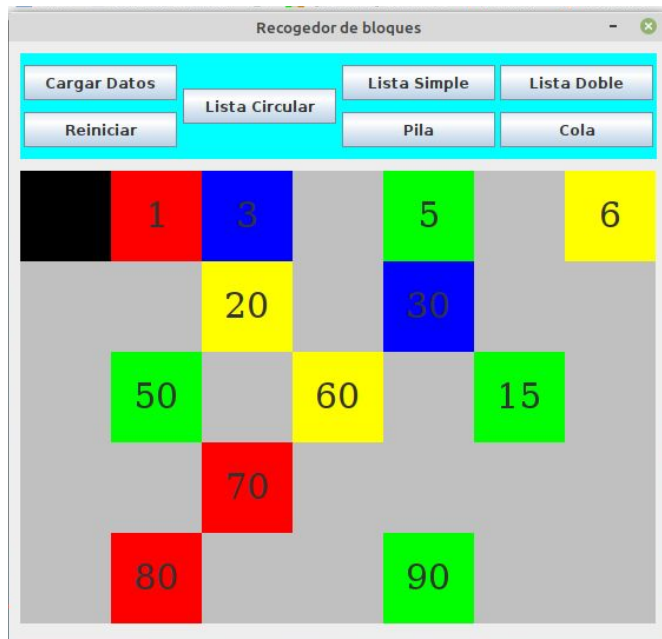 Recogedor de bloques
Cargar Datos
Lista Simple
Lista Doble
Lista Circular
Reiniciar
Pila
Cola
1 3 5 6
20 30
50 60 15
70
80 90